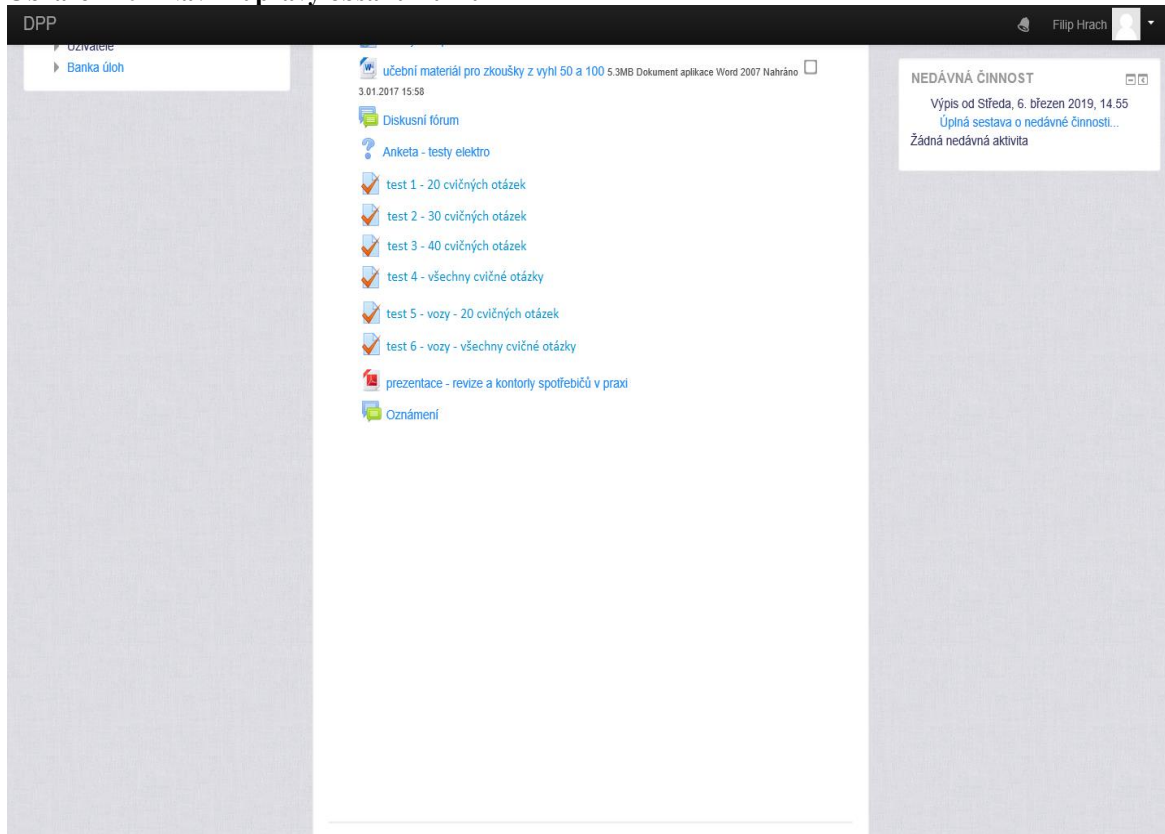 DPP
Filip Hrach
Uživatelé
Banka úloh
učební materiál pro zkoušky z vyhl 50 a 100 5.3MB Dokument aplikace Word 2007 Nahráno
3.01.2017 15:58
Diskusní fórum
Anketa - testy elektro
test 1 - 20 cvičných otázek
test 2 - 30 cvičných otázek
test 3 - 40 cvičných otázek
test 4 - všechny cvičné otázky
test 5 - vozy - 20 cvičných otázek
test 6 - vozy - všechny cvičné otázky
prezentace - revize a kontorly spotřebičů v praxi
Oznámení
NEDÁVNÁ ČINNOST
Výpis od Středa, 6. březen 2019, 14.55
Úplná sestava o nedávné činnosti...
Žádná nedávná aktivita